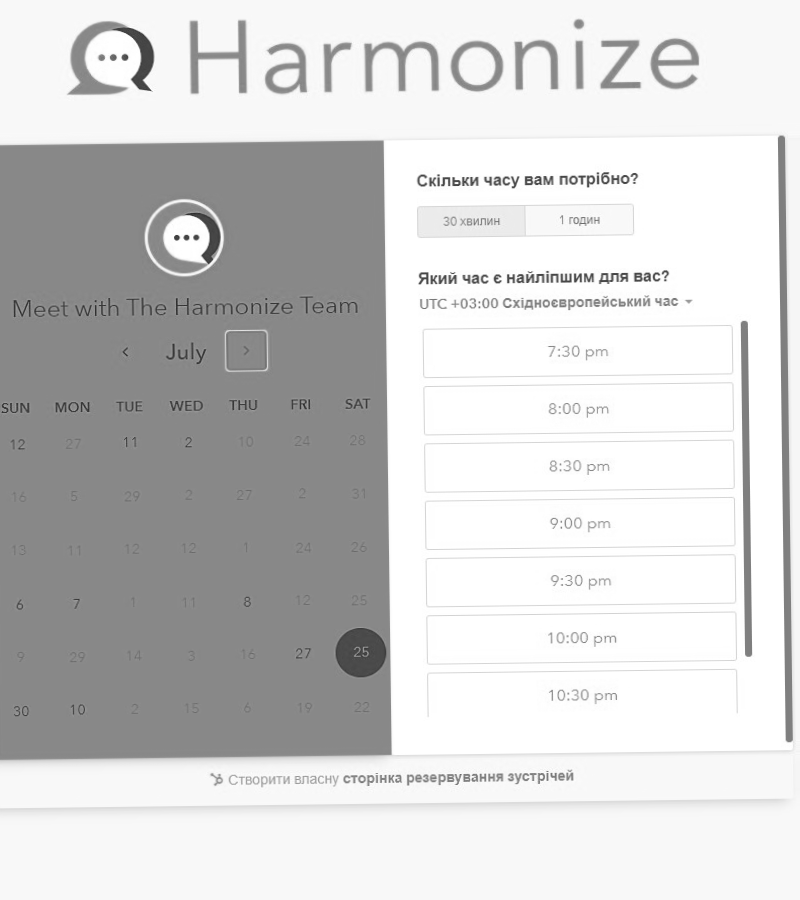 Harmonize
Meet with The Harmonize Team
July
SUN MON TUE WED THU FRI SAT
12 27 11 2 10 24 28
16 5 29 2 27 2 31
13 11 12 12 1 24 26
6 7 1 11 8 12 25
9 29 14 3 16 27 25
30 10 2 15 6 19 22
Скільки часу вам потрібно?
30 хвилин 1 годин
Який час є найліпшим для вас?
UTC +03:00 Східноєвропейський час
7:30 pm
8:00 pm
8:30 pm
9:00 pm
9:30 pm
10:00 pm
10:30 pm
Створити власну сторінка резервування зустрічей